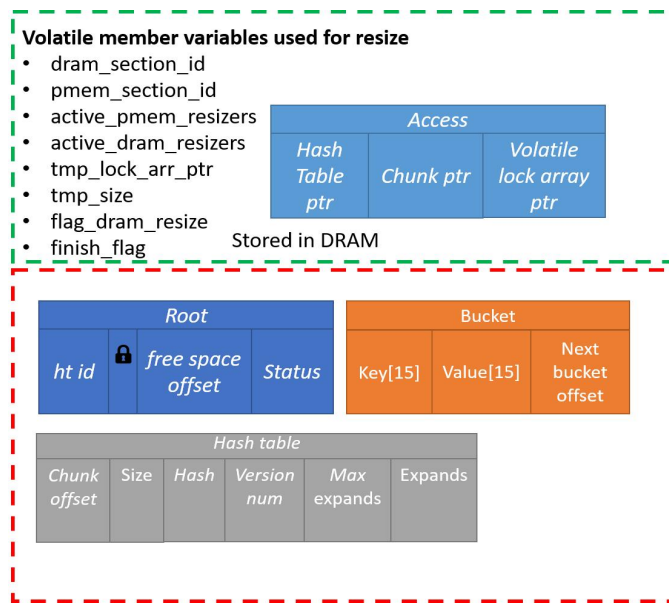 Volatile member variables used for resize
• dram_section_id
• pmem_section_id
• active_pmem_resizers
• active_dram_resizers
• tmp_lock_arr_ptr
• tmp_size
• flag_dram_resize
• finish_flag
Access
Hash
Table
ptr
Chunk ptr
Volatile
lock array
ptr
Stored in DRAM
Root
ht id
free space
offset
Status
Bucket
Key[15]
Value[15]
Next
bucket
offset
Hash table
Chunk
offset
Size
Hash
Version
num
Max
expands
Expands